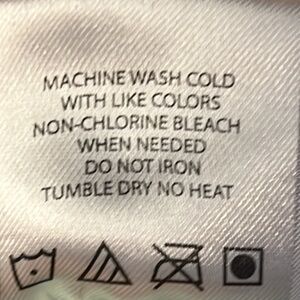 MACHINE WASH COLD
WITH LIKE COLORS
NON-CHLORINE BLEACH
WHEN NEEDED
DO NOT IRON
TUMBLE DRY NO HEAT